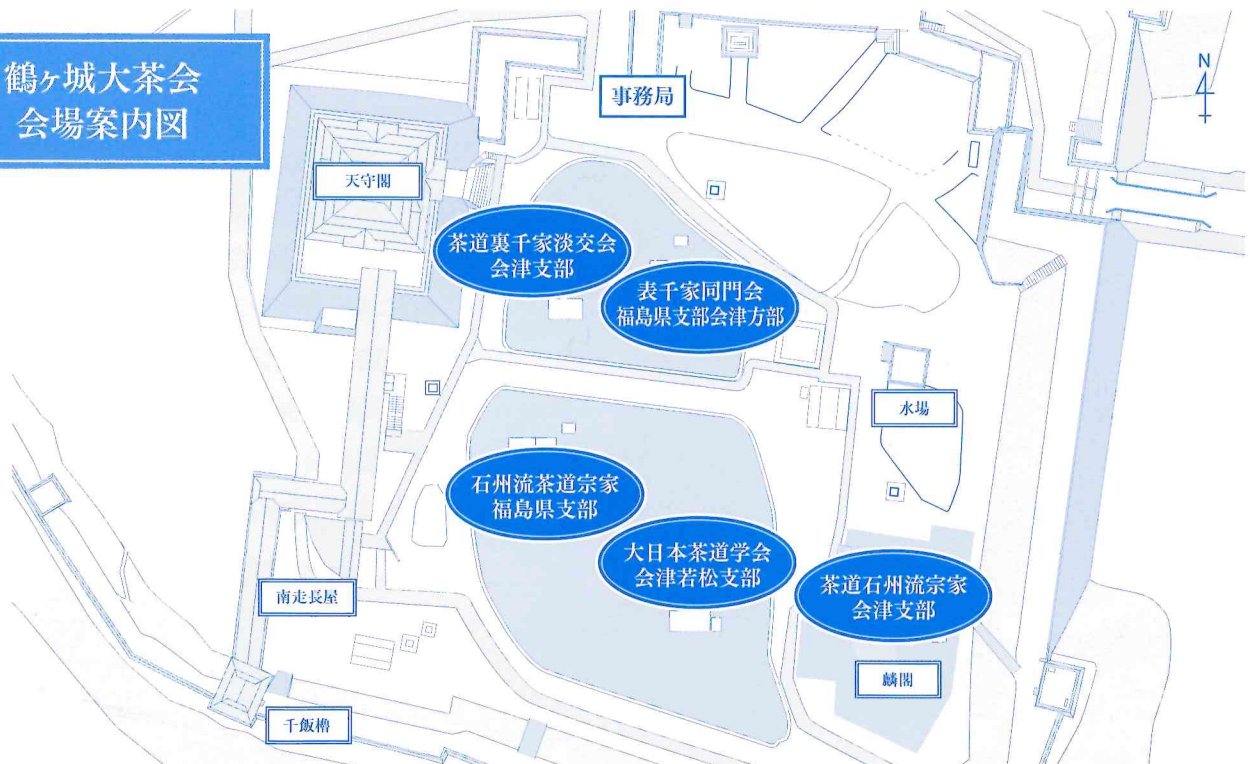 鶴ヶ城大茶会
会場案内図
N
事務局
天守閣
茶道裏千家淡交会
会津支部
表千家同門会
福島県支部会津方部
水場
石州流茶道宗家
福島県支部
大日本茶道学会
会津若松支部
茶道石州流宗家
会津支部
南走長屋
麟閣
千飯櫓